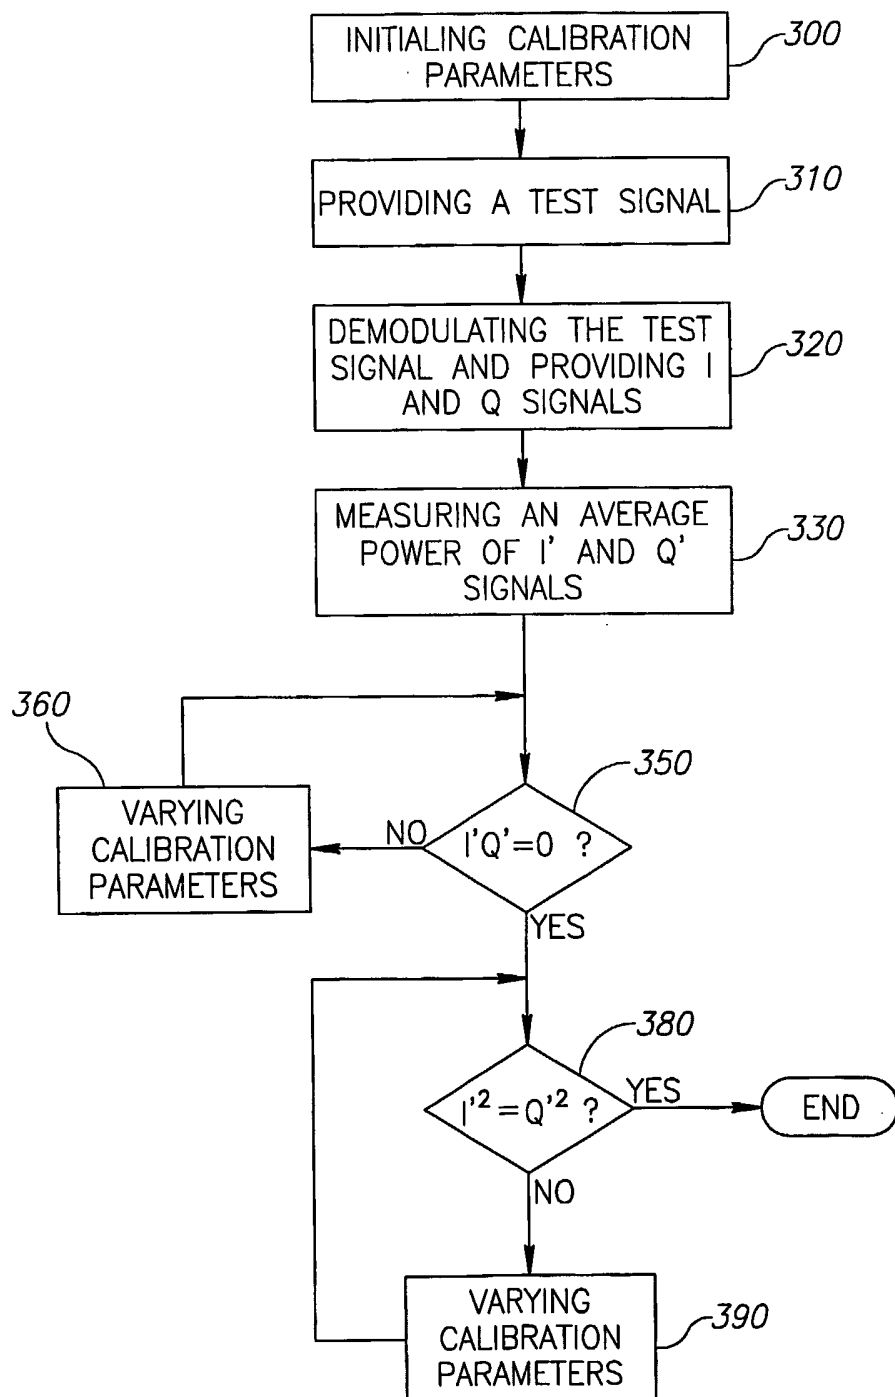 INITIALING CALIBRATION
PARAMETERS
300
PROVIDING A TEST SIGNAL
310
DEMODULATING THE TEST
SIGNAL AND PROVIDING I
AND Q SIGNALS
320
MEASURING AN AVERAGE
POWER OF I' AND Q'
SIGNALS
330
360
VARYING
CALIBRATION
PARAMETERS
NO
I'Q'=0 ?
350
YES
I'²=Q'² ?
380
YES
END
NO
VARYING
CALIBRATION
PARAMETERS
390